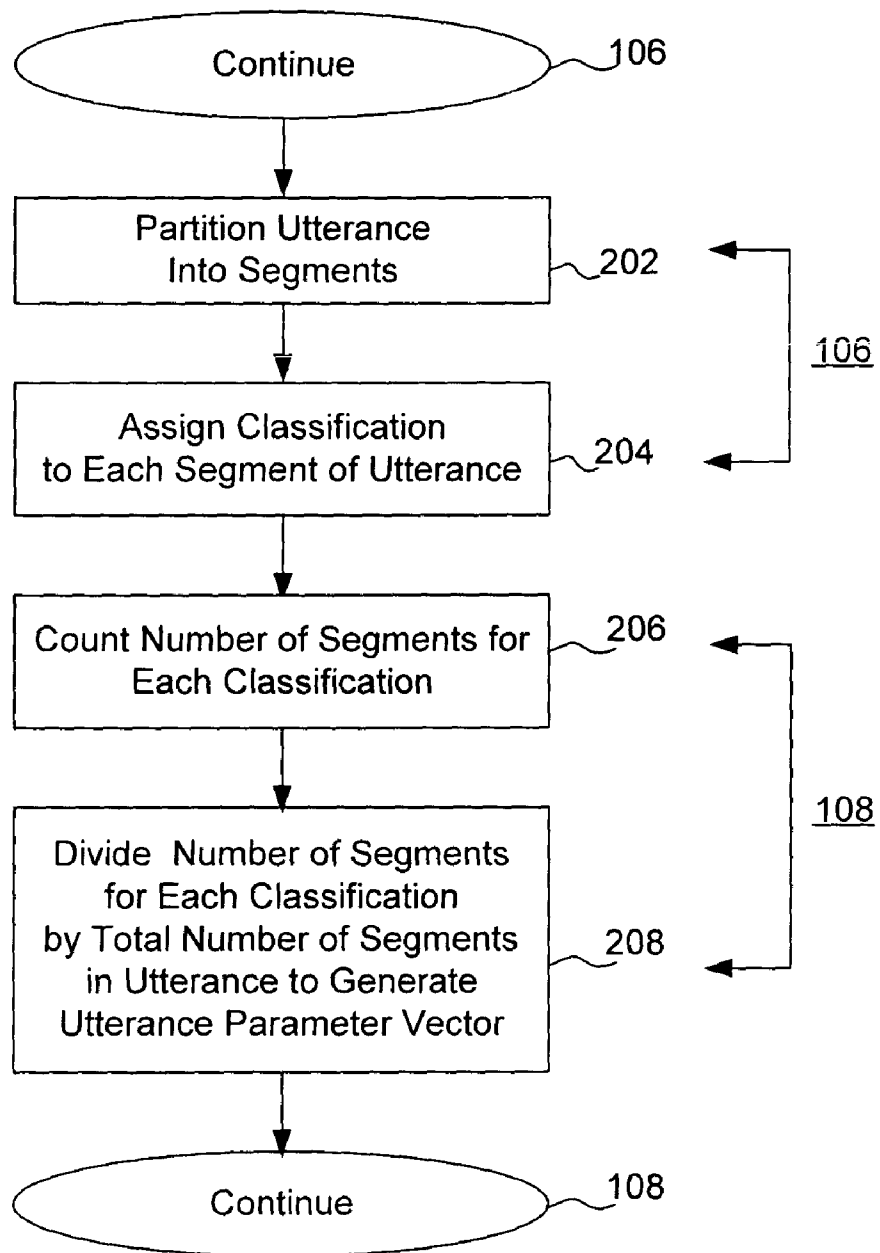 Continue
106
Partition Utterance
Into Segments
202
106
Assign Classification
to Each Segment of Utterance
204
Count Number of Segments for
Each Classification
206
108
Divide Number of Segments
for Each Classification
by Total Number of Segments
in Utterance to Generate
Utterance Parameter Vector
208
Continue
108